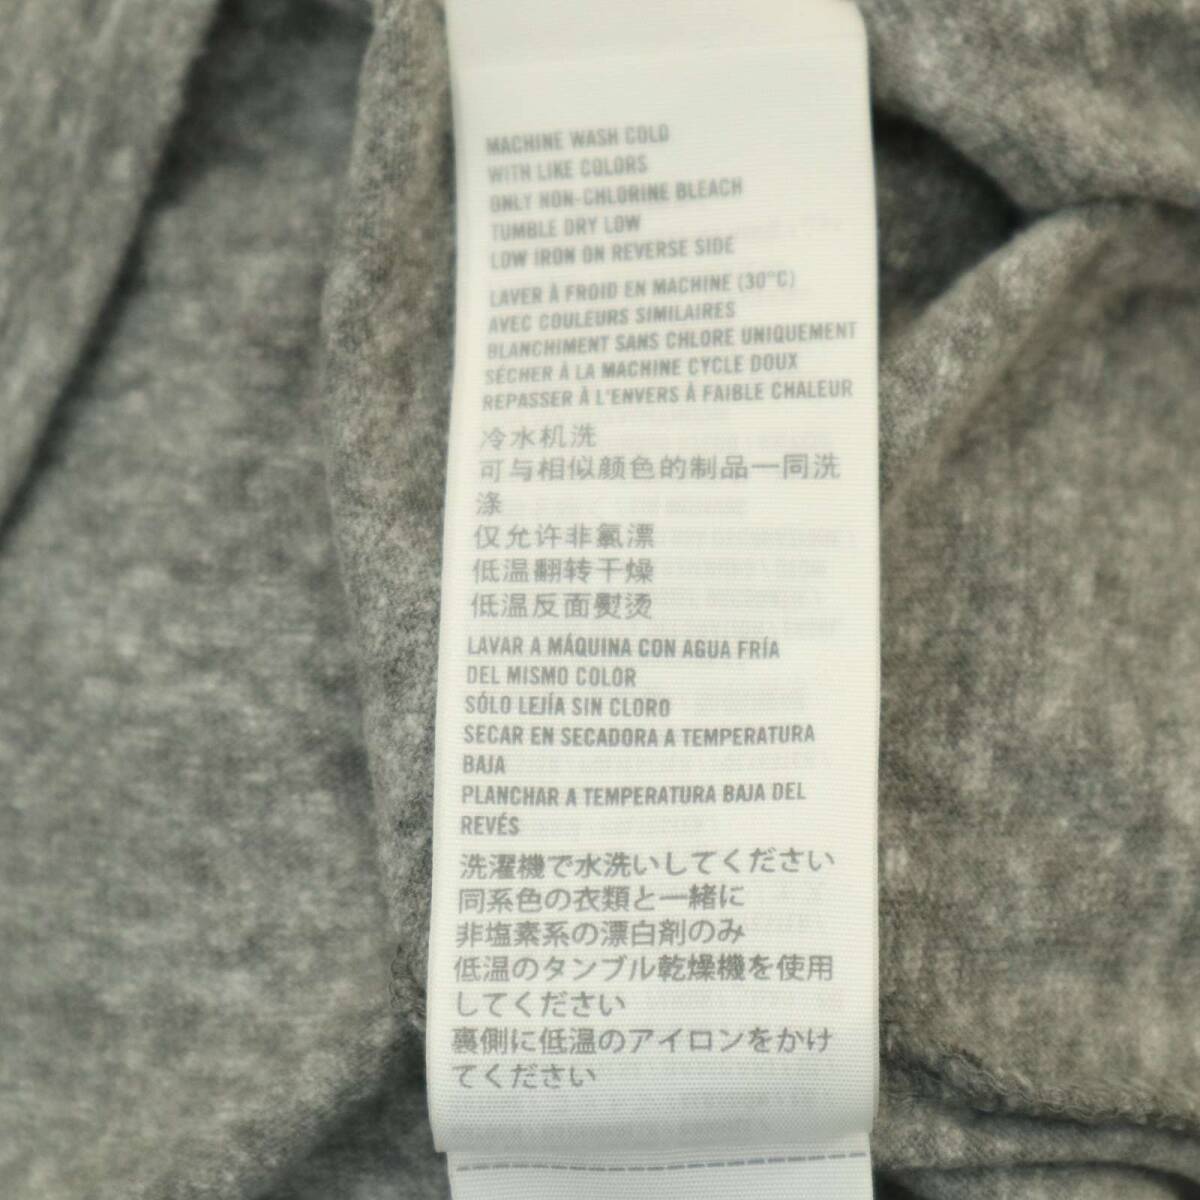 MACHINE WASH COLD
WITH LIKE COLORS
ONLY NON-CHLORINE BLEACH
TUMBLE DRY LOW
LOW IRON ON REVERSE SIDE
LAVER À FROID EN MACHINE (30°C)
AVEC COULEURS SIMILAIRES
BLANCHIMENT SANS CHLORE UNIQUEMENT
SÉCHER À LA MACHINE CYCLE DOUX
REPASSER À L'ENVERS À FAIBLE CHALEUR
冷水机洗
可与相似颜色的制品一同洗
涤
仅允许非氯漂
低温翻转干燥
低温反面熨烫
LAVAR A MÁQUINA CON AGUA FRÍA
DEL MISMO COLOR
SÓLO LEJÍA SIN CLORO
SECAR EN SECADORA A TEMPERATURA
BAJA
PLANCHAR A TEMPERATURA BAJA DEL
REVÉS
洗濯機で水洗いしてください
同系色の衣類と一緒に
非塩素系の漂白剤のみ
低温のタンブル乾燥機を使用
してください
裏側に低温のアイロンをかけ
てください